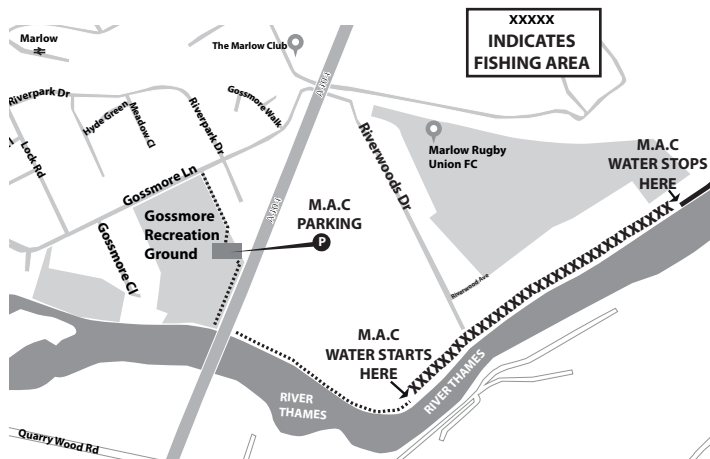 Marlow
The Marlow Club
XXXXX
INDICATES
FISHING AREA
A404
Riverpark Dr
Hyde Green
Meadow Cl
Riverpark Dr
Gossmore Walk
Lock Rd
Riverwoods Dr
Marlow Rugby
Union FC
M.A.C
WATER STOPS
HERE
Gossmore Ln
M.A.C
PARKING
P
A404
Gossmore
Recreation
Ground
Gossmore Cl
Riverwood Ave
XXXXXXXXXXXXXXXXXXXXXXXXXXXXXXXXXXXXXXXX
M.A.C
WATER STARTS
HERE
RIVER THAMES
RIVER
THAMES
Quarry Wood Rd